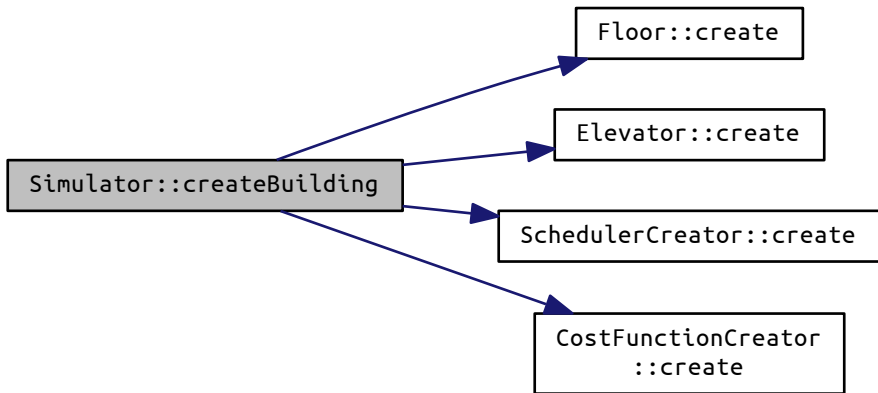 Floor::create
Elevator::create
Simulator::createBuilding
SchedulerCreator::create
CostFunctionCreator
::create